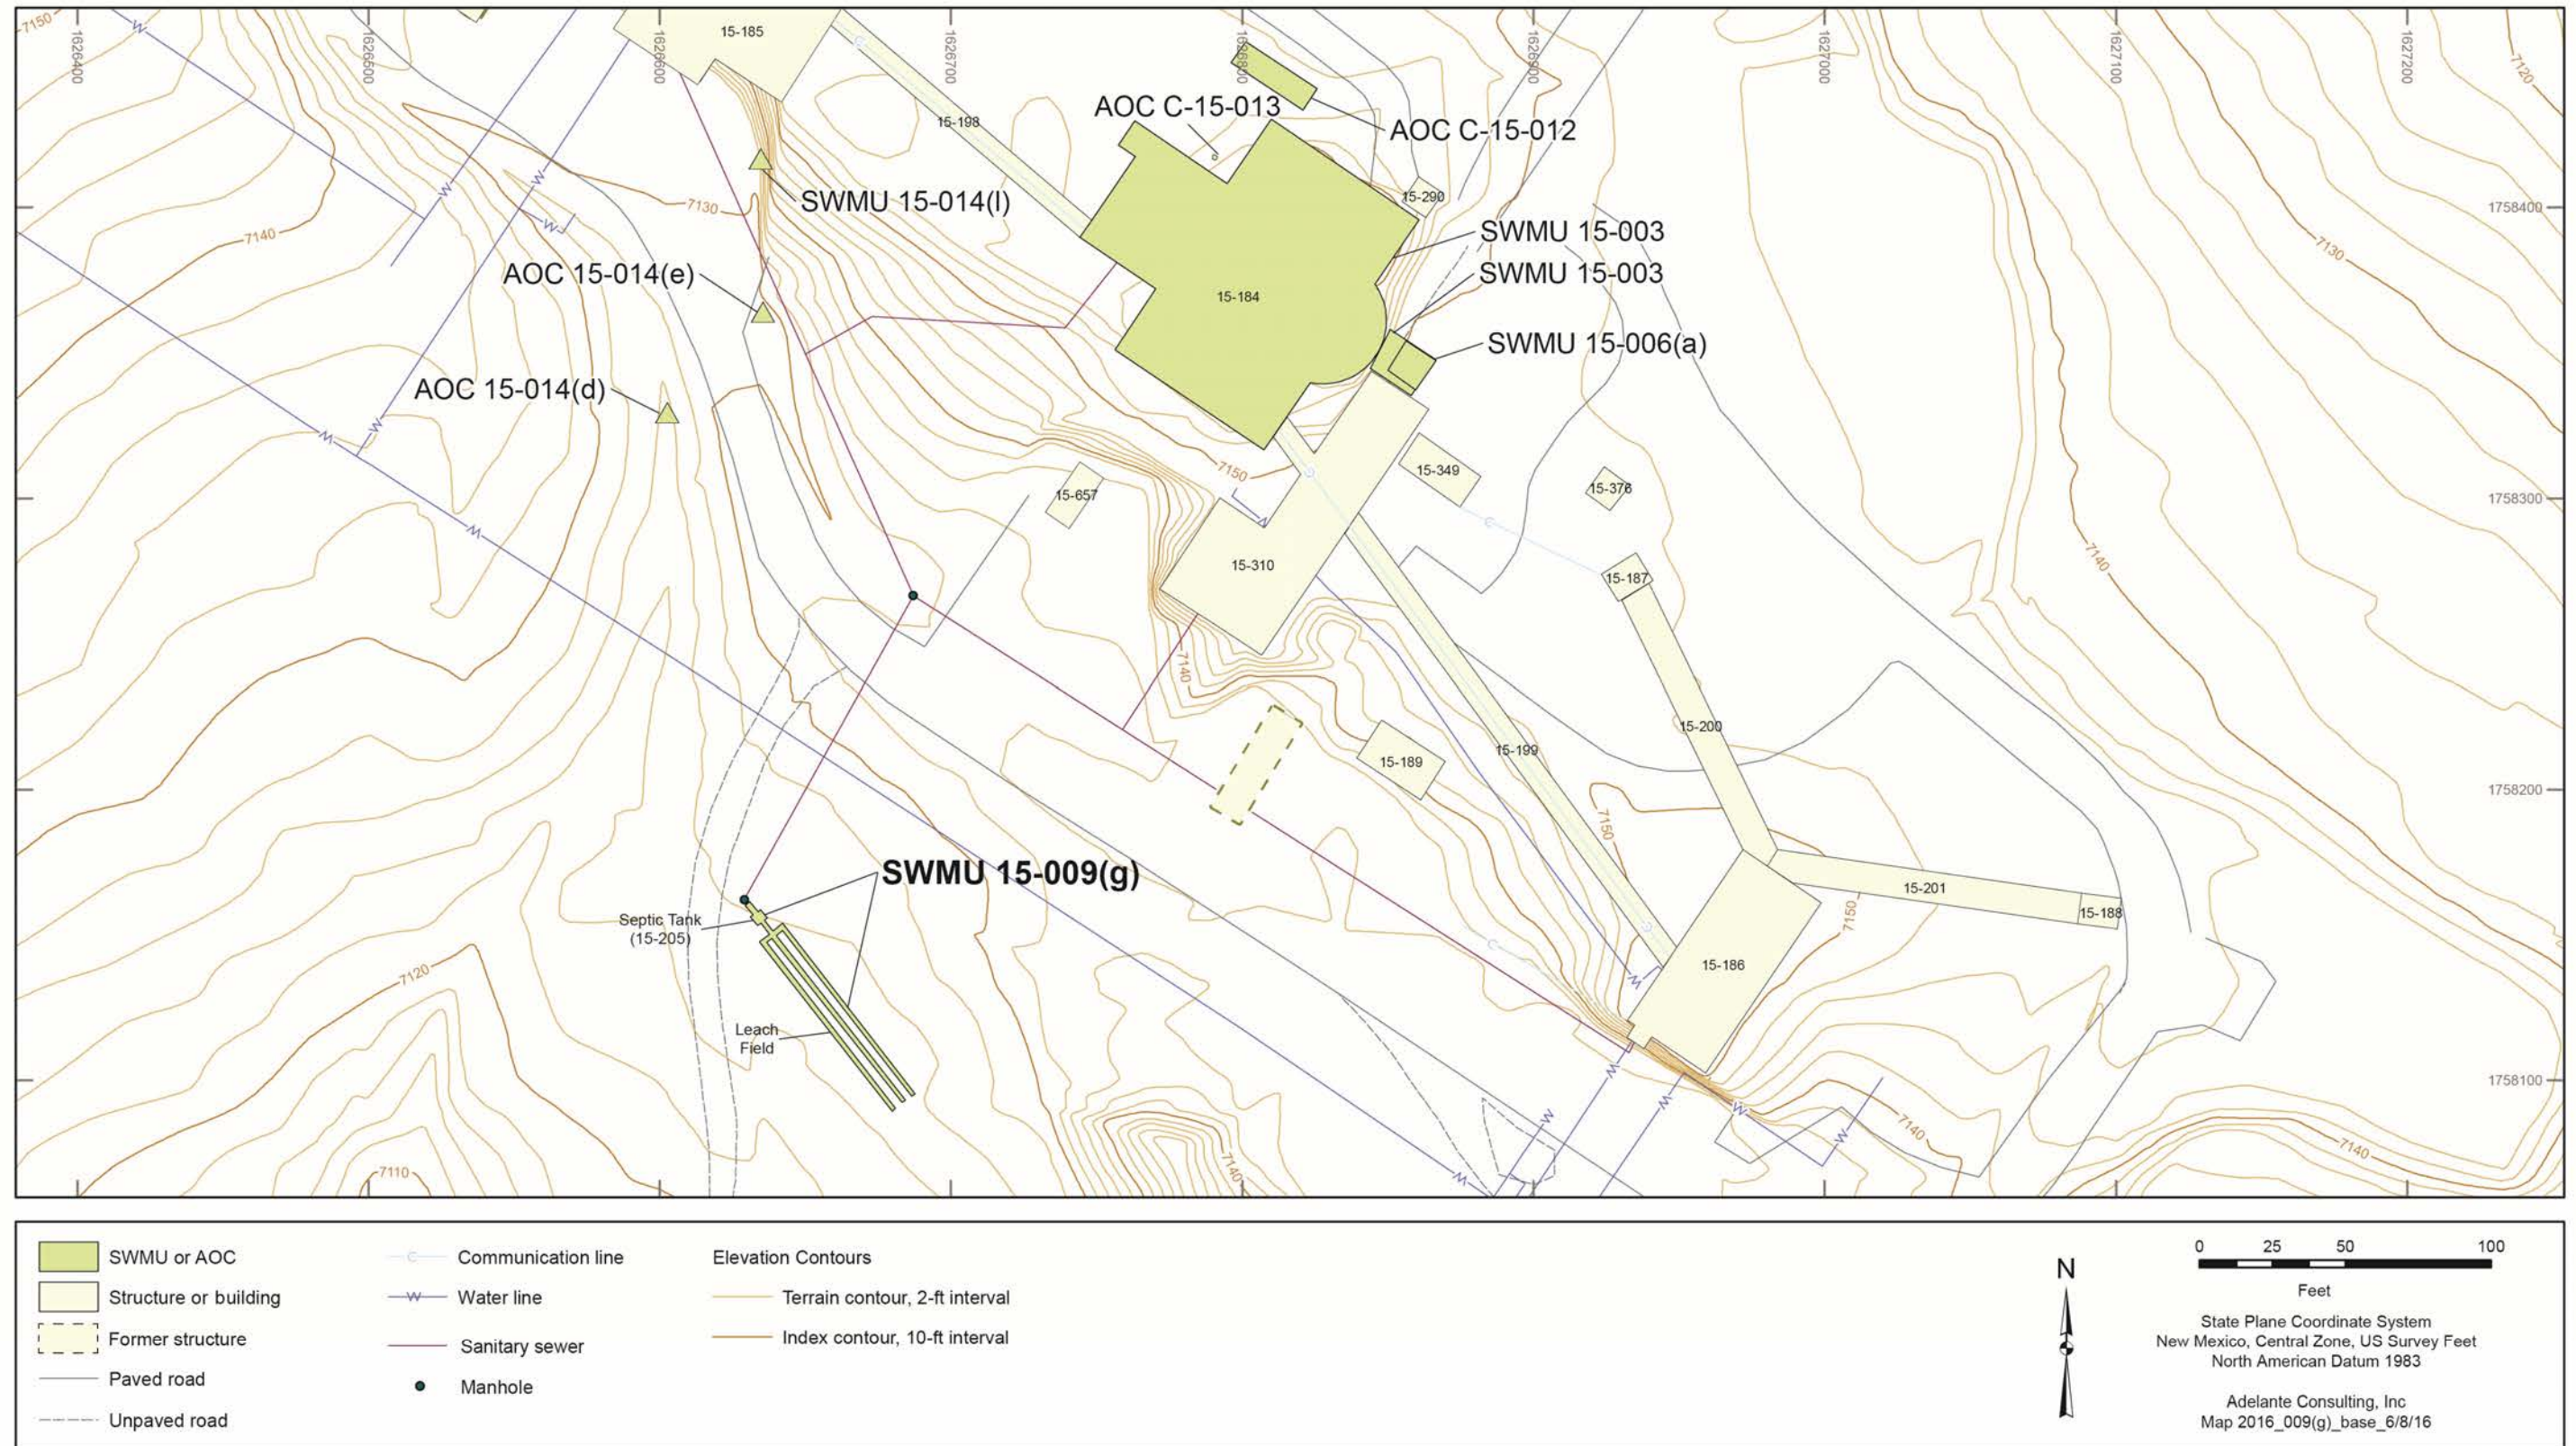 7150
W
1626400
1626500
1626600
15-185
C
1626700
1626800
1626900
1627000
1627100
1627200
7120
15-198
AOC C-15-013
AOC C-15-012
W
W
SWMU 15-014(l)
7130
15-290
1758400
W
7140
SWMU 15-003
7130
AOC 15-014(e)
SWMU 15-003
15-184
SWMU 15-006(a)
AOC 15-014(d)
W
W
7150
C
15-349
15-376
15-657
1758300
W
C
15-310
15-187
7140
7140
15-200
15-199
15-189
1758200
7150
SWMU 15-009(g)
15-201
7150
15-188
Septic Tank
(15-205)
C
C
15-186
7120
W
Leach
Field
W
W
W
W
W
1758100
7140
7140
7110
7140
W
SWMU or AOC
Structure or building
Former structure
Paved road
Unpaved road
C
Communication line
W
Water line
Sanitary sewer
Manhole
Elevation Contours
Terrain contour, 2-ft interval
Index contour, 10-ft interval
N
0 25 50 100
Feet
State Plane Coordinate System
New Mexico, Central Zone, US Survey Feet
North American Datum 1983
Adelante Consulting, Inc
Map 2016_009(g)_base_6/8/16